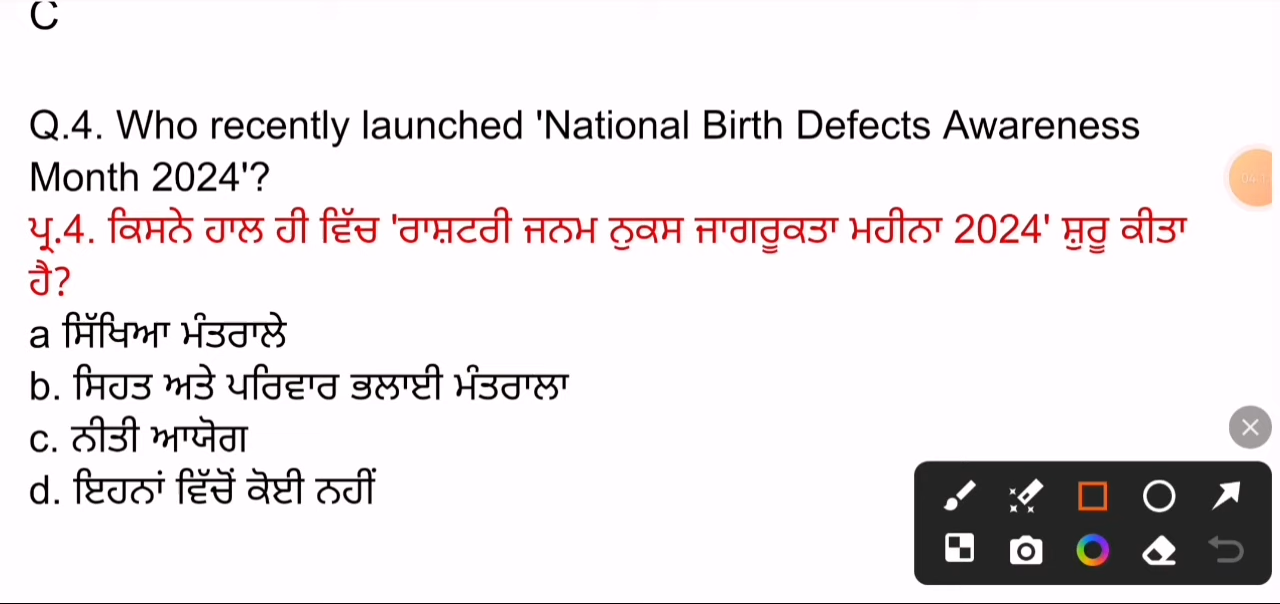 C
Q.4. Who recently launched 'National Birth Defects Awareness
Month 2024'?
ਪ੍ਰ.4. ਕਿਸਨੇ ਹਾਲ ਹੀ ਵਿੱਚ 'ਰਾਸ਼ਟਰੀ ਜਨਮ ਨੁਕਸ ਜਾਗਰੂਕਤਾ ਮਹੀਨਾ 2024' ਸ਼ੁਰੂ ਕੀਤਾ
ਹੈ?
a ਸਿੱਖਿਆ ਮੰਤਰਾਲੇ
b. ਸਿਹਤ ਅਤੇ ਪਰਿਵਾਰ ਭਲਾਈ ਮੰਤਰਾਲਾ
c. ਨੀਤੀ ਆਯੋਗ
d. ਇਹਨਾਂ ਵਿੱਚੋਂ ਕੋਈ ਨਹੀਂ